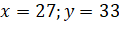 x = 27; y = 33